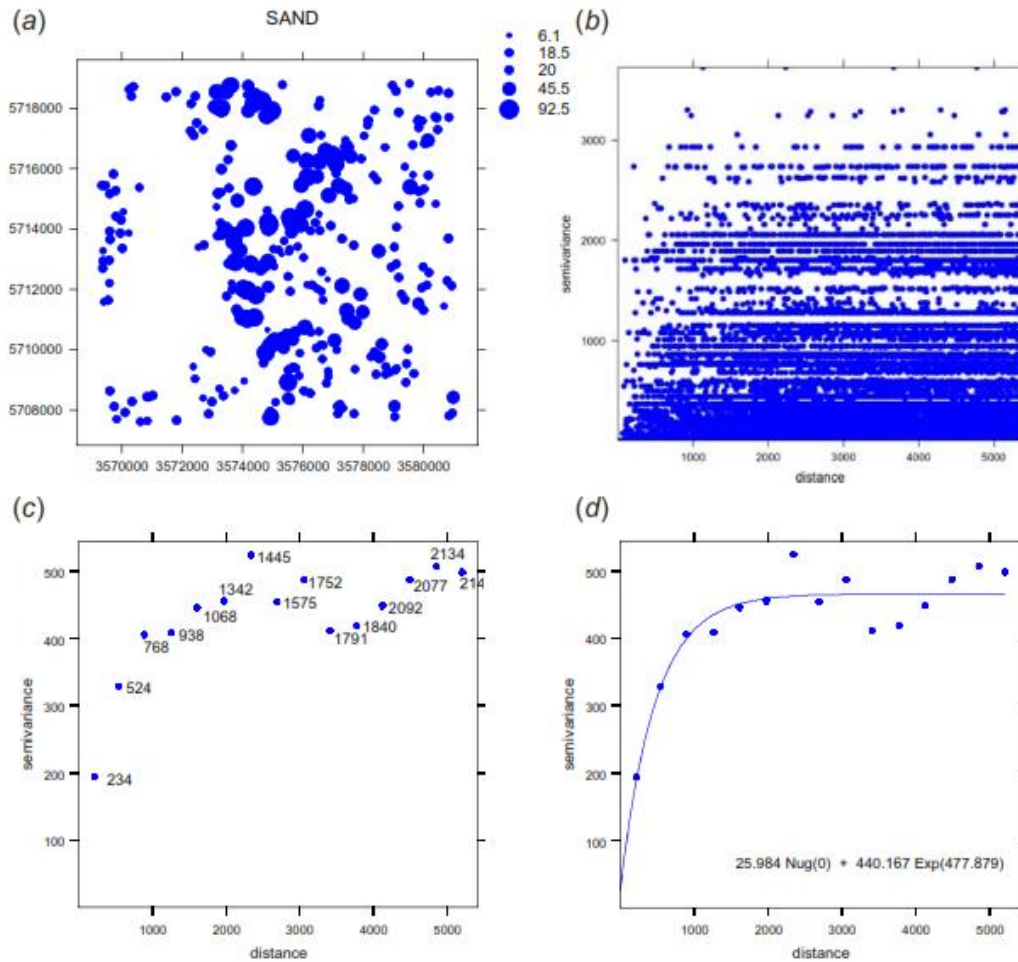 (a)
SAND
6.1
18.5
20
45.5
92.5
5718000
5716000
5714000
5712000
5710000
5708000
3570000 3572000 3574000 3576000 3578000 3580000
(b)
semivariance
3000
2000
1000
1000 2000 3000 4000 5000
distance
(c)
semivariance
500
400
300
200
100
234
524
768
938
1068
1342
1445
1575
1752
1791
1840
2092
2077
2134
214
1000 2000 3000 4000 5000
distance
(d)
semivariance
500
400
300
200
100
25.984 Nug(0) + 440.167 Exp(477.879)
1000 2000 3000 4000 5000
distance